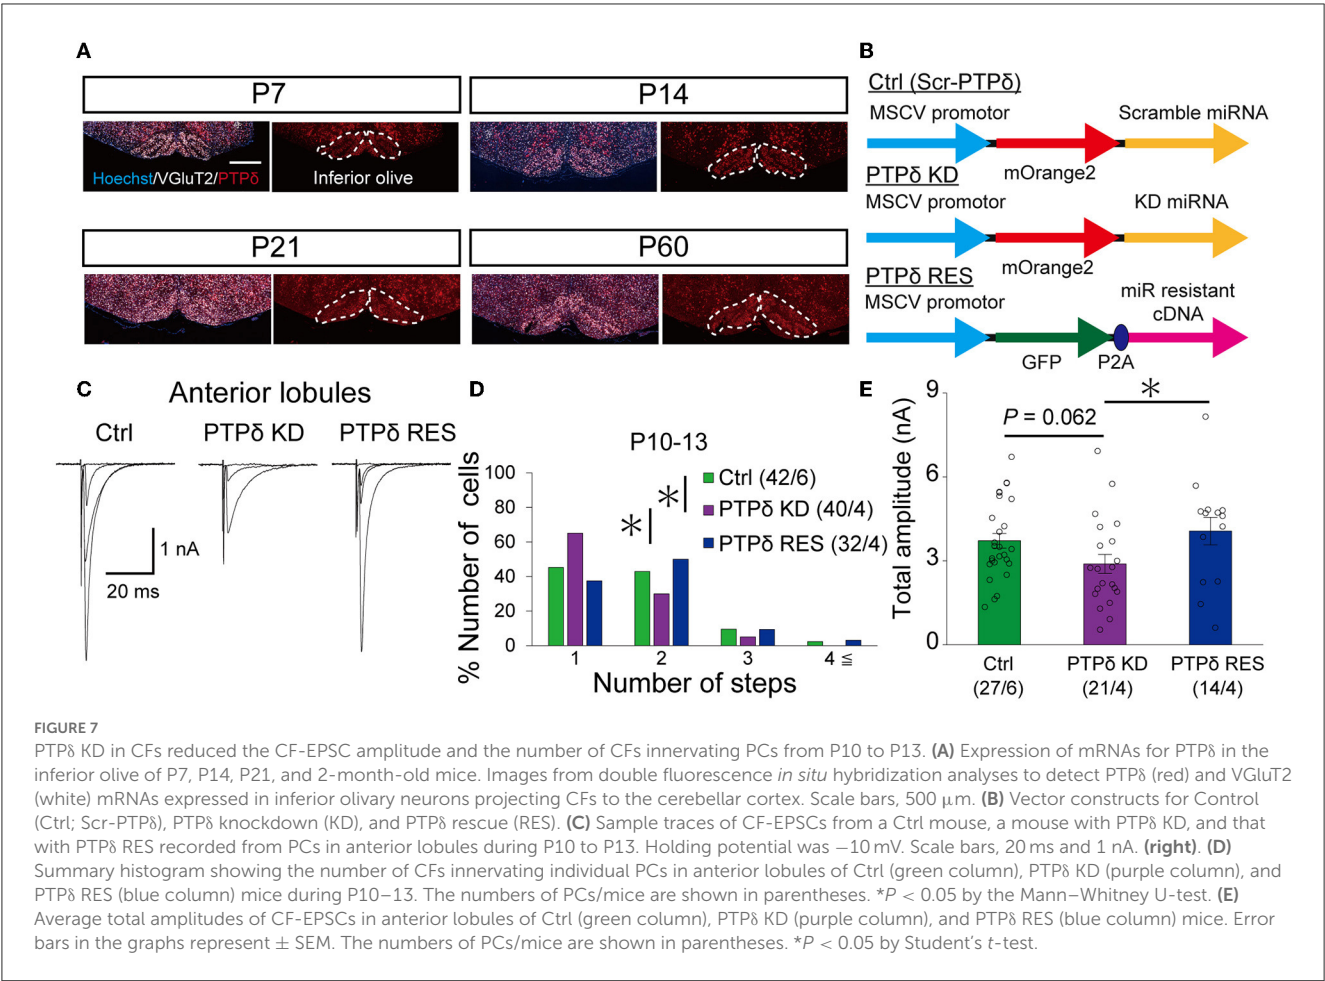 A
P7
P14
Hoechst/VGluT2/PTPδ
Inferior olive
P21
P60
B
Ctrl (Scr-PTPδ)
MSCV promotor
Scramble miRNA
mOrange2
PTPδ KD
MSCV promotor
KD miRNA
mOrange2
PTPδ RES
MSCV promotor
miR resistant
cDNA
GFP
P2A
C
Anterior lobules
Ctrl
PTPδ KD
PTPδ RES
1 nA
20 ms
D
P10-13
% Number of cells
100
80
60
40
20
0
*
*
Ctrl (42/6)
PTPδ KD (40/4)
PTPδ RES (32/4)
1
2
3
4 ≦
Number of steps
E
Total amplitude (nA)
9
6
3
0
P = 0.062
*
Ctrl
(27/6)
PTPδ KD
(21/4)
PTPδ RES
(14/4)
FIGURE 7
PTPδ KD in CFs reduced the CF-EPSC amplitude and the number of CFs innervating PCs from P10 to P13. (A) Expression of mRNAs for PTPδ in the
inferior olive of P7, P14, P21, and 2-month-old mice. Images from double fluorescence in situ hybridization analyses to detect PTPδ (red) and VGluT2
(white) mRNAs expressed in inferior olivary neurons projecting CFs to the cerebellar cortex. Scale bars, 500 μm. (B) Vector constructs for Control
(Ctrl; Scr-PTPδ), PTPδ knockdown (KD), and PTPδ rescue (RES). (C) Sample traces of CF-EPSCs from a Ctrl mouse, a mouse with PTPδ KD, and that
with PTPδ RES recorded from PCs in anterior lobules during P10 to P13. Holding potential was −10 mV. Scale bars, 20 ms and 1 nA. (right). (D)
Summary histogram showing the number of CFs innervating individual PCs in anterior lobules of Ctrl (green column), PTPδ KD (purple column), and
PTPδ RES (blue column) mice during P10–13. The numbers of PCs/mice are shown in parentheses. *P < 0.05 by the Mann–Whitney U-test. (E)
Average total amplitudes of CF-EPSCs in anterior lobules of Ctrl (green column), PTPδ KD (purple column), and PTPδ RES (blue column) mice. Error
bars in the graphs represent ± SEM. The numbers of PCs/mice are shown in parentheses. *P < 0.05 by Student's t-test.